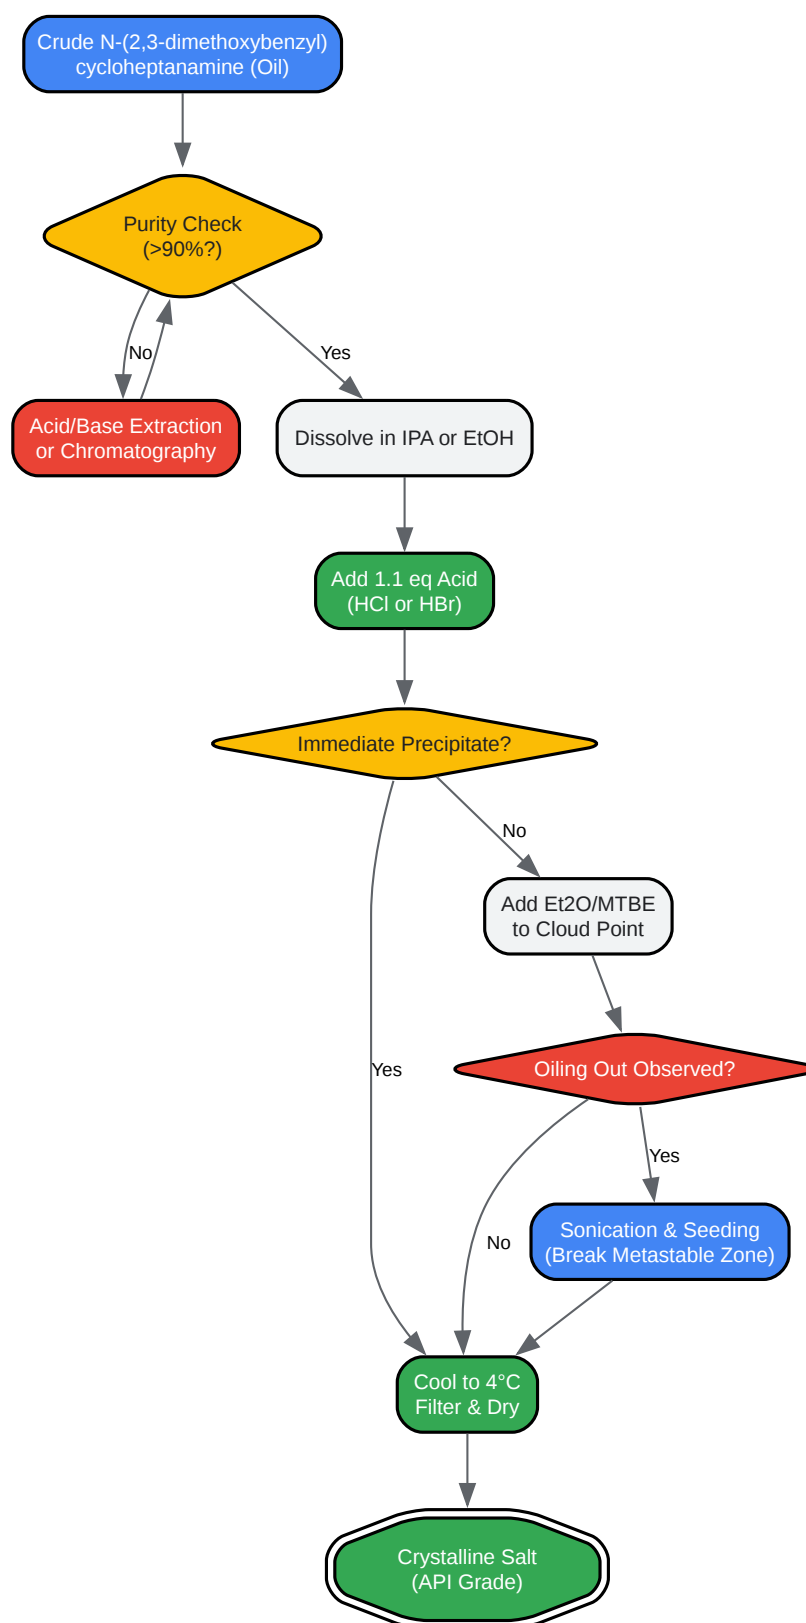 Crude N-(2,3-dimethoxybenzyl)
cycloheptanamine (Oil)
Purity Check
(>90%?)
No
Yes
Acid/Base Extraction
or Chromatography
Dissolve in IPA or EtOH
Add 1.1 eq Acid
(HCl or HBr)
Immediate Precipitate?
No
Add Et2O/MTBE
to Cloud Point
Yes
Oiling Out Observed?
Yes
No
Sonication & Seeding
(Break Metastable Zone)
Cool to 4°C
Filter & Dry
Crystalline Salt
(API Grade)